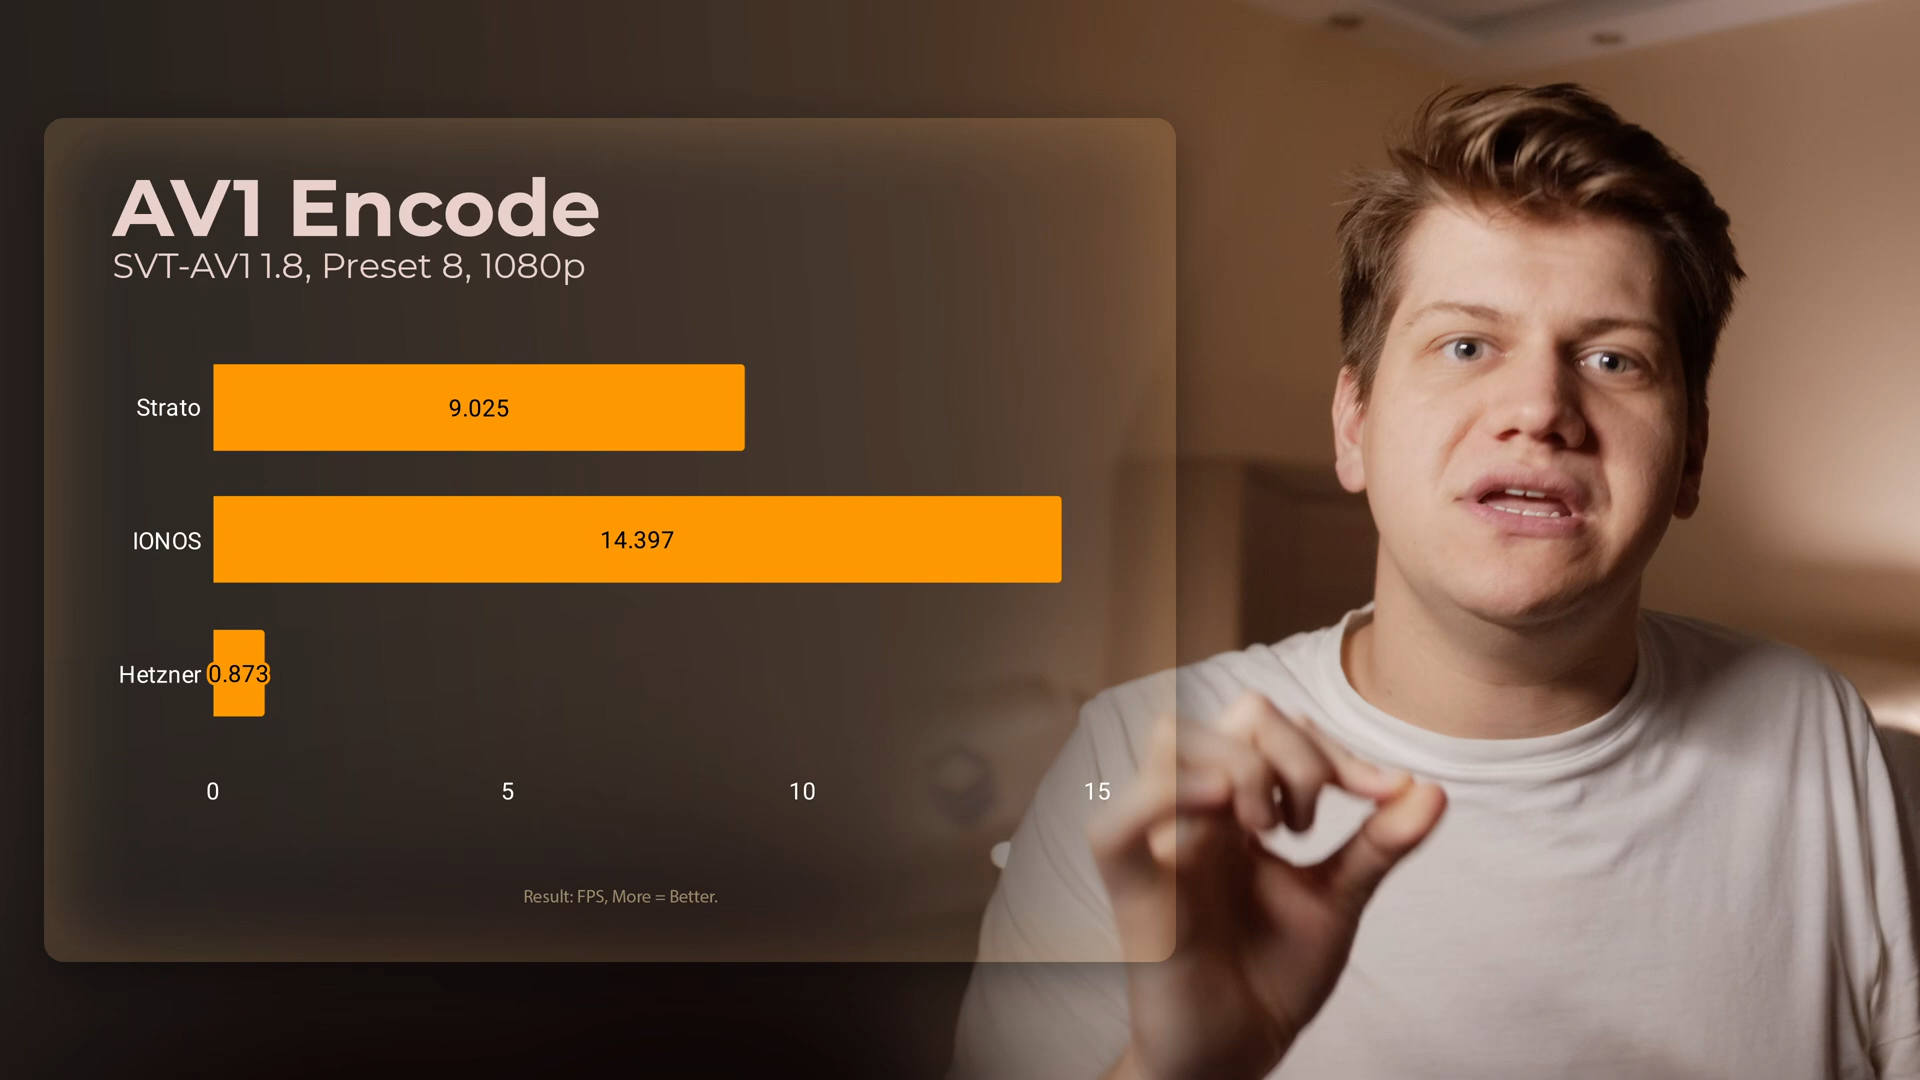 AV1 Encode
SVT-AV1 1.8, Preset 8, 1080p
Strato 9.025
IONOS 14.397
Hetzner 0.873
0 5 10 15
Result: FPS, More = Better.